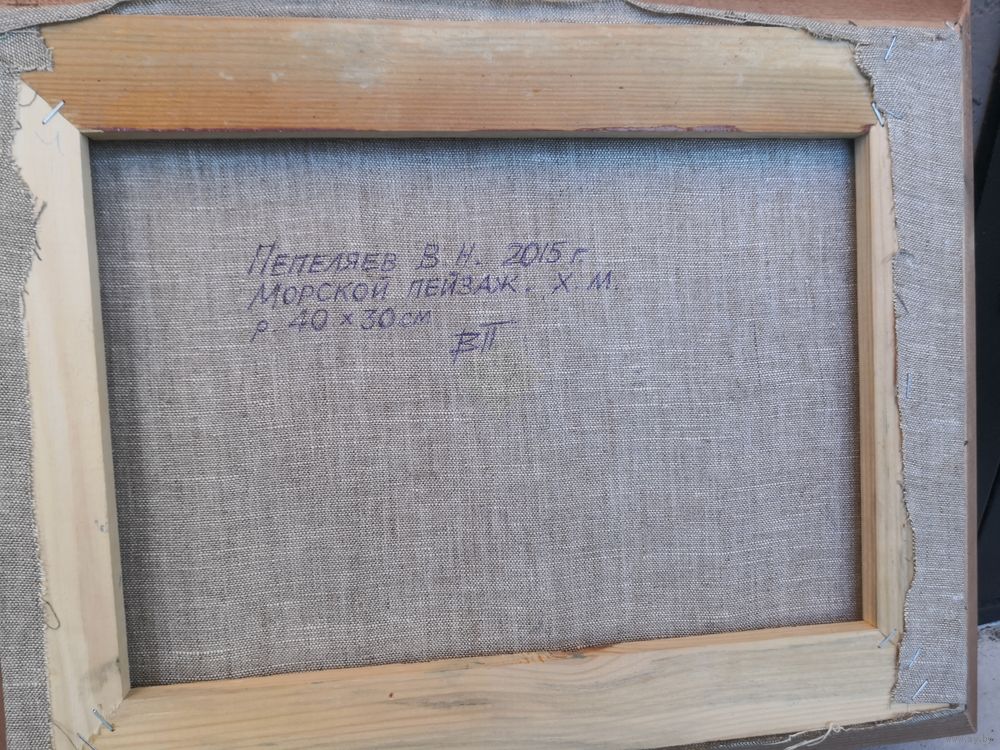 Пепеляев В Н. 2015 г.
Морской пейзаж. Х. М.
р. 40 × 30 см
ВП